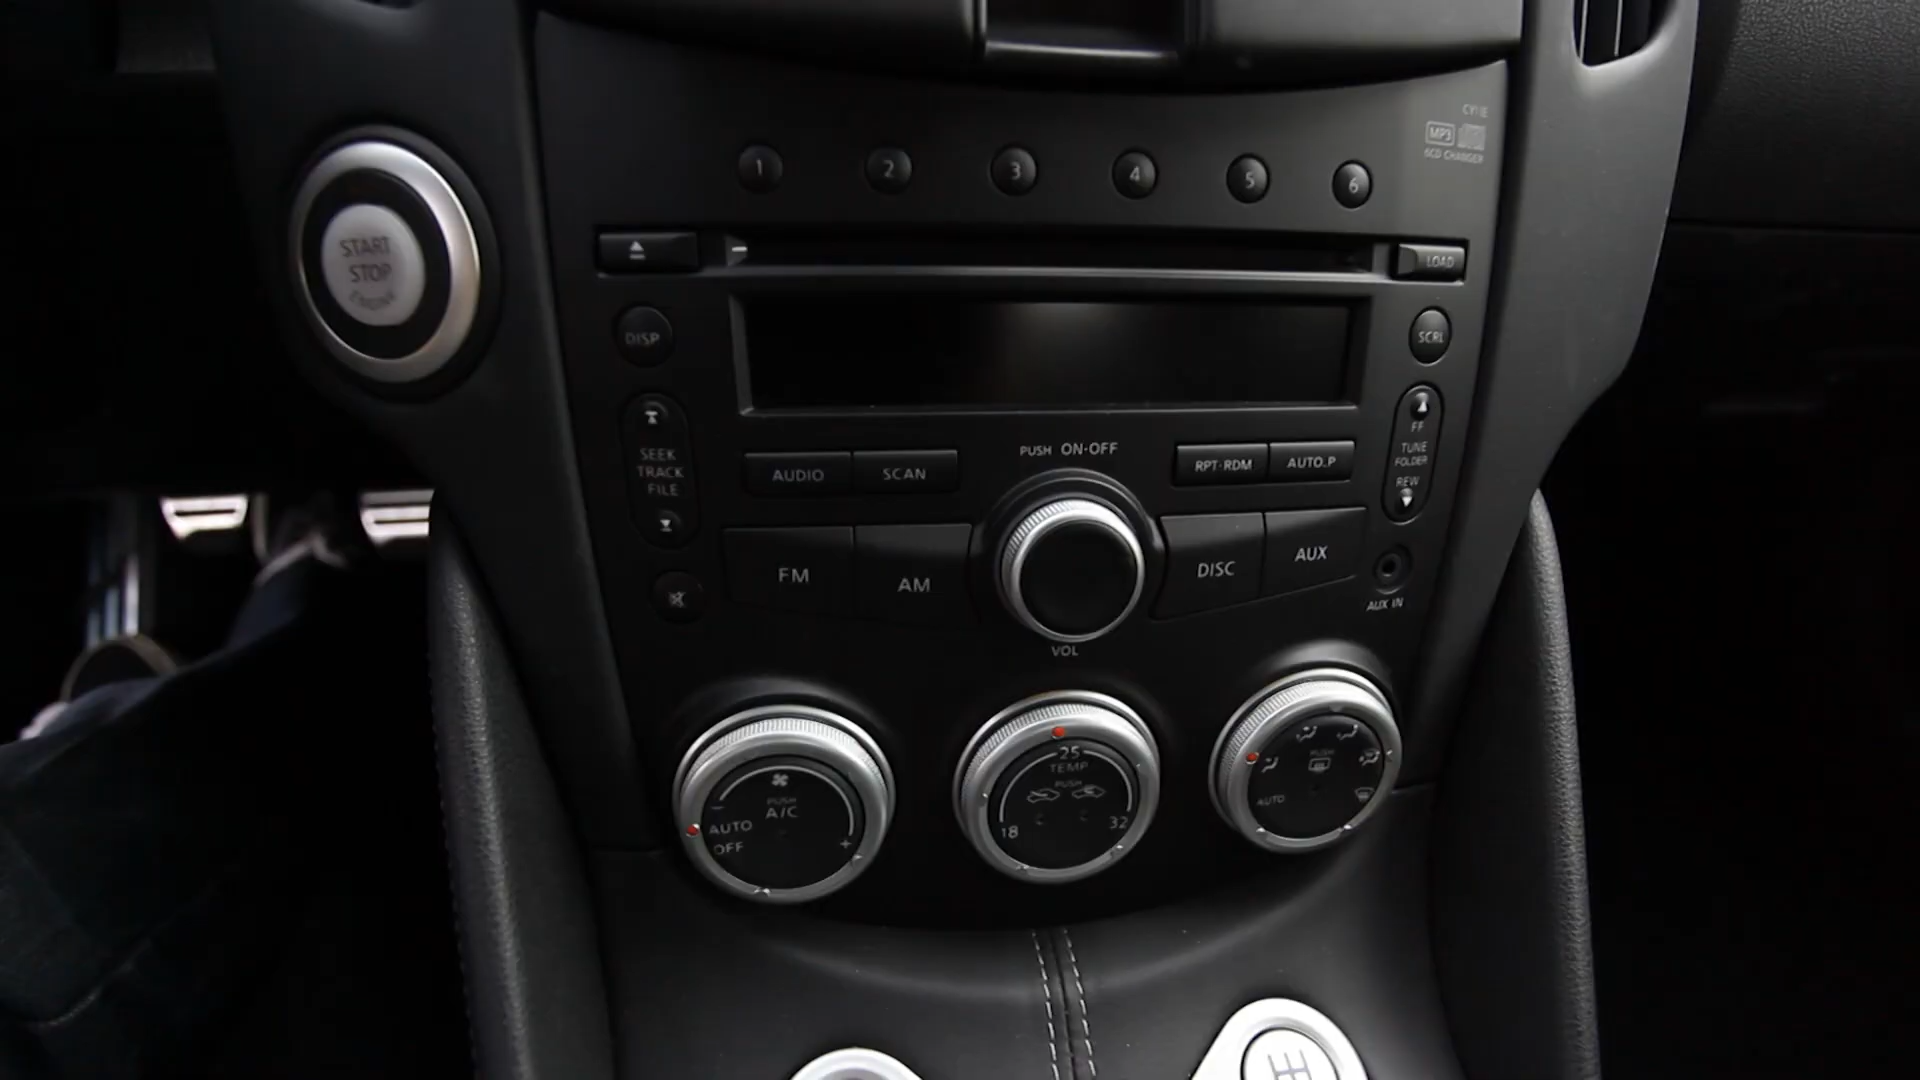 CY11E
MP3
6CD CHANGER
1 2 3 4 5 6
START
STOP
ENGINE
LOAD
DISP
SCRL
SEEK
TRACK
FILE
AUDIO
SCAN
PUSH ON·OFF
RPT·RDM
AUTO.P
FF
TUNE
FOLDER
REW
FM
AM
VOL
DISC
AUX
AUX IN
PUSH
A/C
AUTO
OFF
- +
25
TEMP
PUSH
18 32
PUSH
AUTO